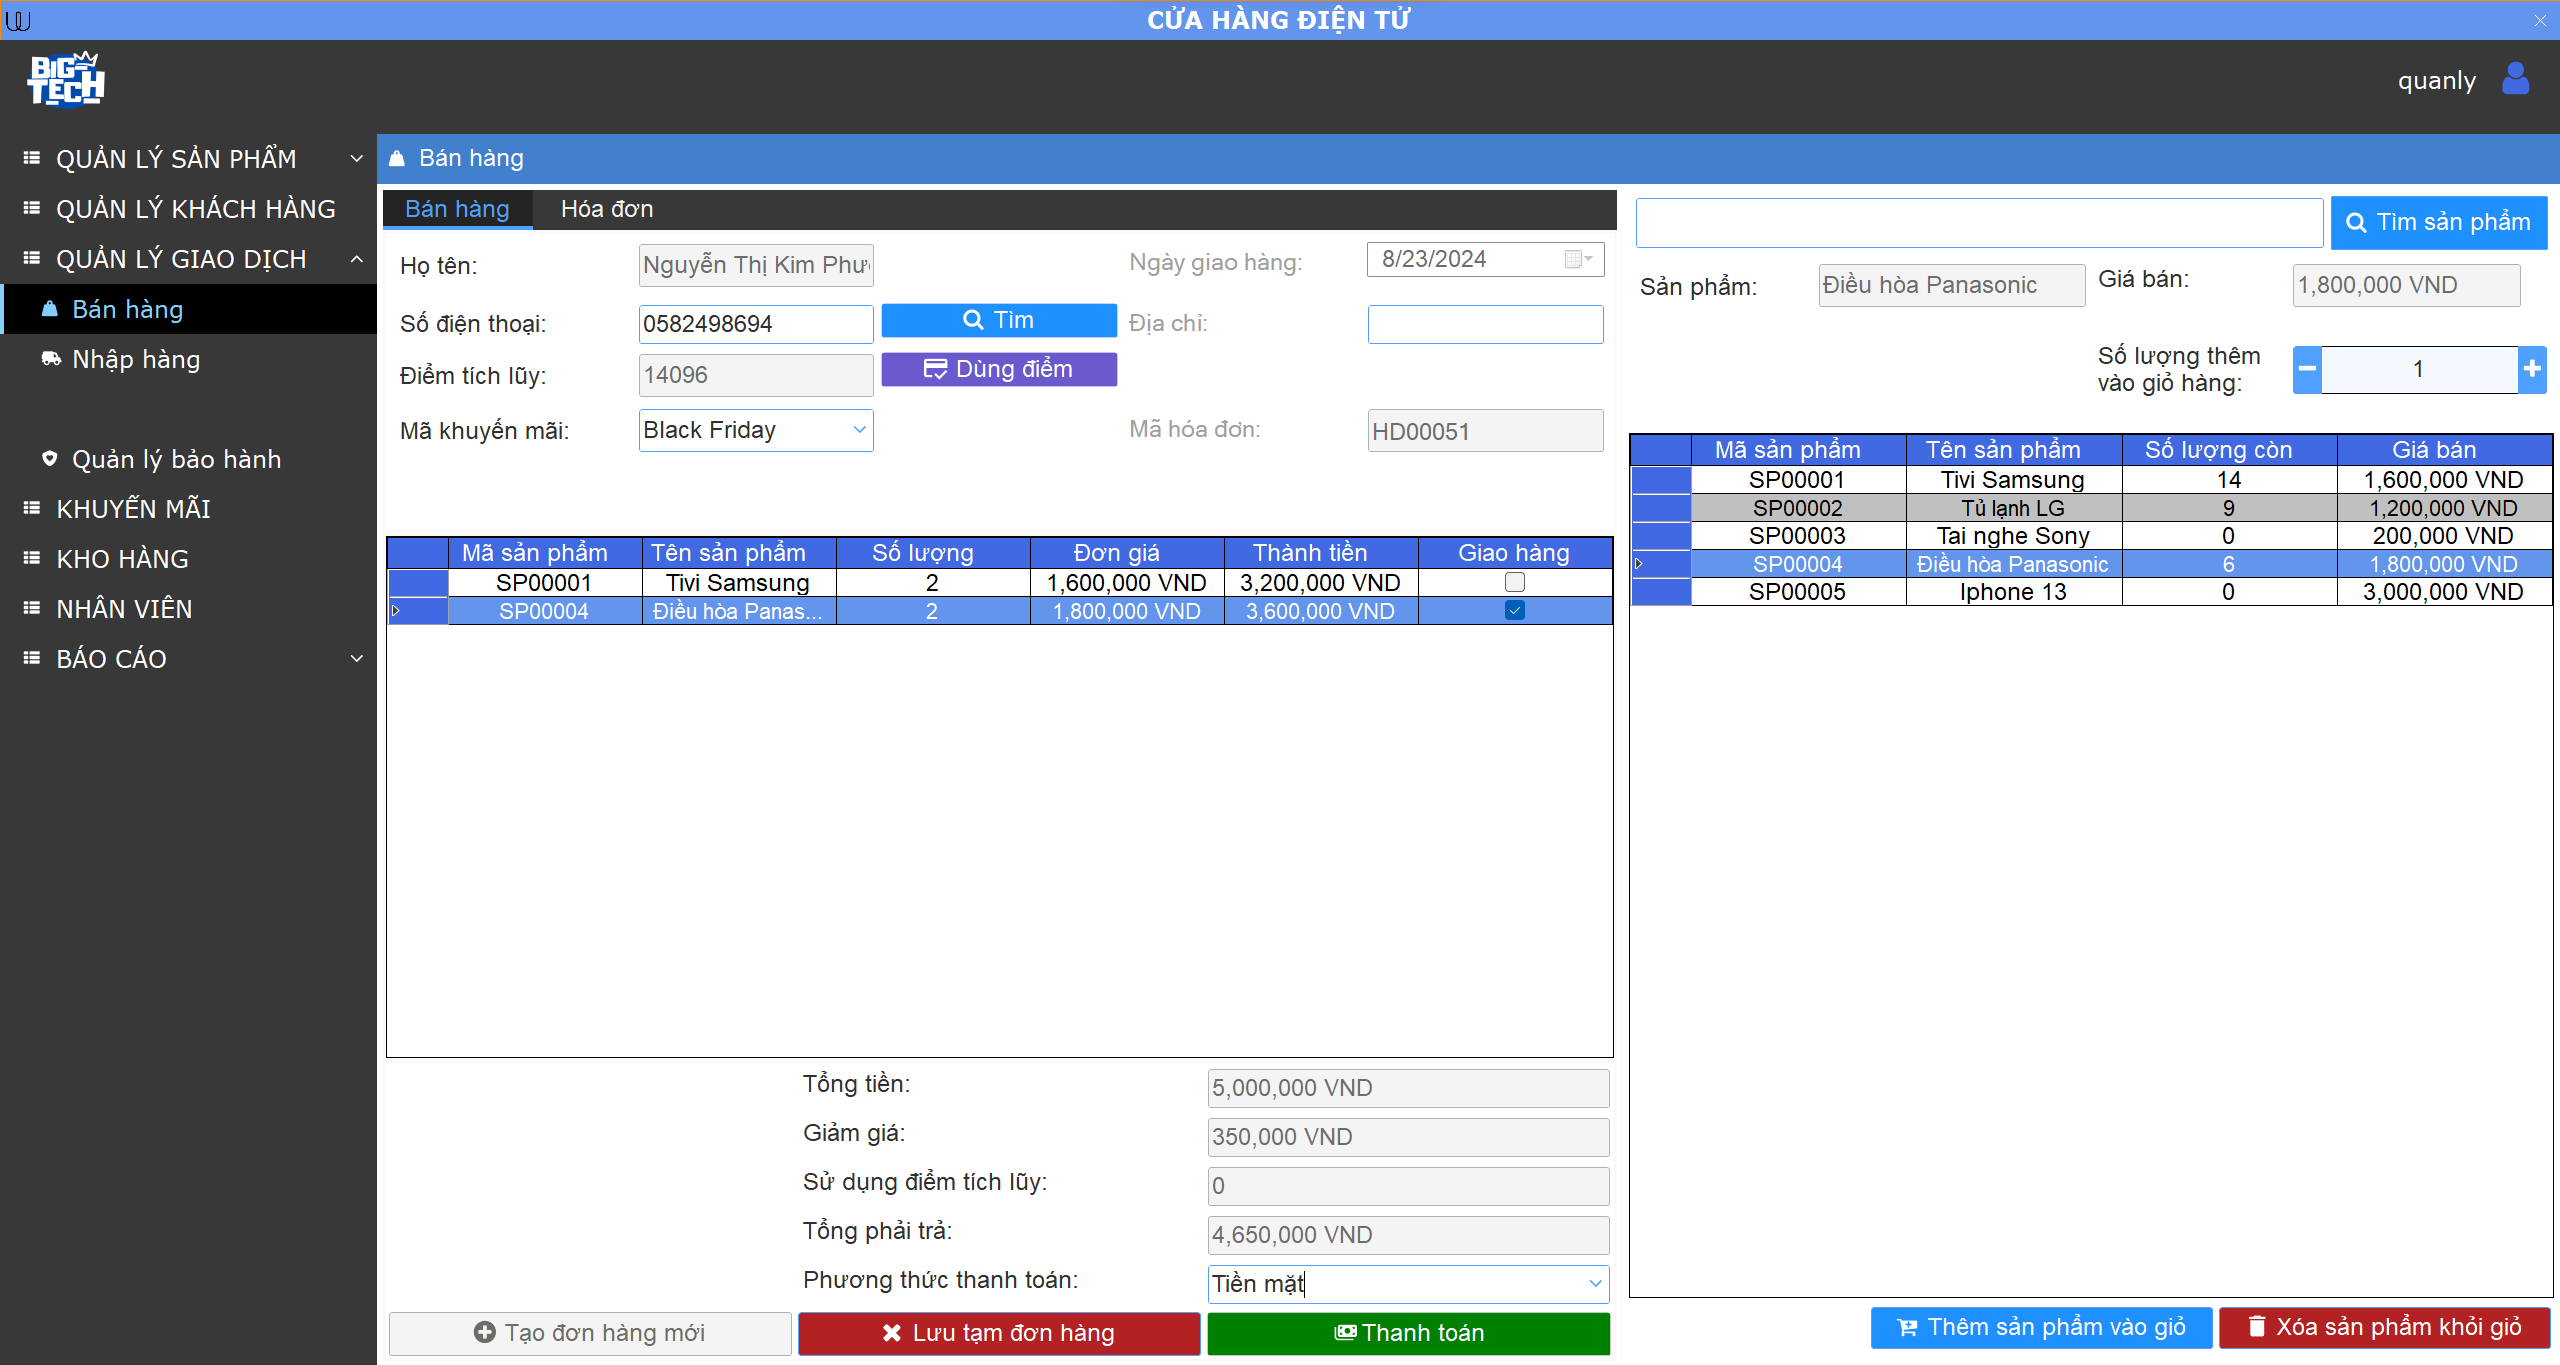 CỬA HÀNG ĐIỆN TỬ
BIG TECH
quanly
QUẢN LÝ SẢN PHẨM
QUẢN LÝ KHÁCH HÀNG
QUẢN LÝ GIAO DỊCH
Bán hàng
Nhập hàng
Quản lý bảo hành
KHUYẾN MÃI
KHO HÀNG
NHÂN VIÊN
BÁO CÁO
Bán hàng
Bán hàng Hóa đơn
Họ tên: Nguyễn Thị Kim Phư Ngày giao hàng: 8/23/2024
Số điện thoại: 0582498694 Tìm Địa chỉ:
Điểm tích lũy: 14096 Dùng điểm
Mã khuyến mãi: Black Friday Mã hóa đơn: HD00051
Mã sản phẩm Tên sản phẩm Số lượng Đơn giá Thành tiền Giao hàng
SP00001 Tivi Samsung 2 1,600,000 VND 3,200,000 VND
SP00004 Điều hòa Panas... 2 1,800,000 VND 3,600,000 VND
Tổng tiền: 5,000,000 VND
Giảm giá: 350,000 VND
Sử dụng điểm tích lũy: 0
Tổng phải trả: 4,650,000 VND
Phương thức thanh toán: Tiền mặt
Tạo đơn hàng mới Lưu tạm đơn hàng Thanh toán
Tìm sản phẩm
Sản phẩm: Điều hòa Panasonic Giá bán: 1,800,000 VND
Số lượng thêm
vào giỏ hàng: 1
Mã sản phẩm Tên sản phẩm Số lượng còn Giá bán
SP00001 Tivi Samsung 14 1,600,000 VND
SP00002 Tủ lạnh LG 9 1,200,000 VND
SP00003 Tai nghe Sony 0 200,000 VND
SP00004 Điều hòa Panasonic 6 1,800,000 VND
SP00005 Iphone 13 0 3,000,000 VND
Thêm sản phẩm vào giỏ Xóa sản phẩm khỏi giỏ